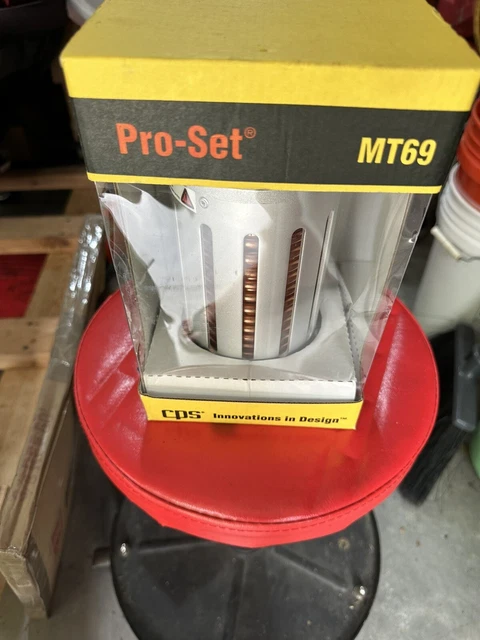 Pro-Set®
MT69
CPS® Innovations in Design™